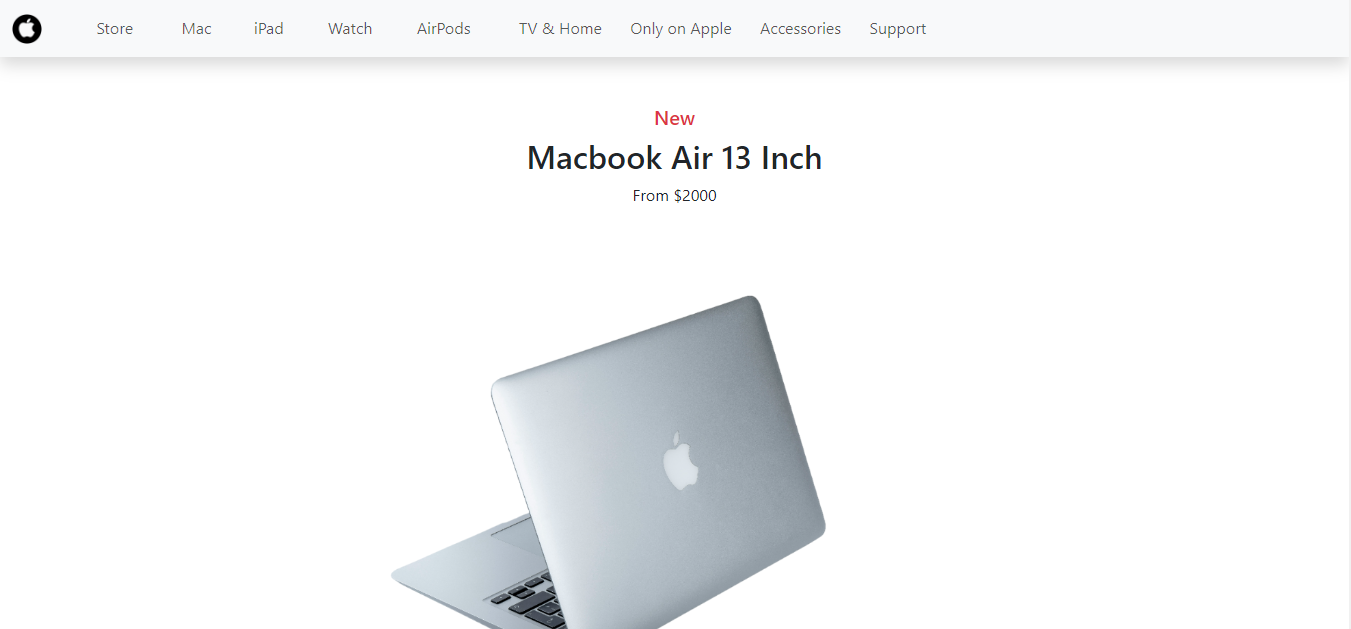 Store Mac iPad Watch AirPods TV & Home Only on Apple Accessories Support
New
Macbook Air 13 Inch
From $2000